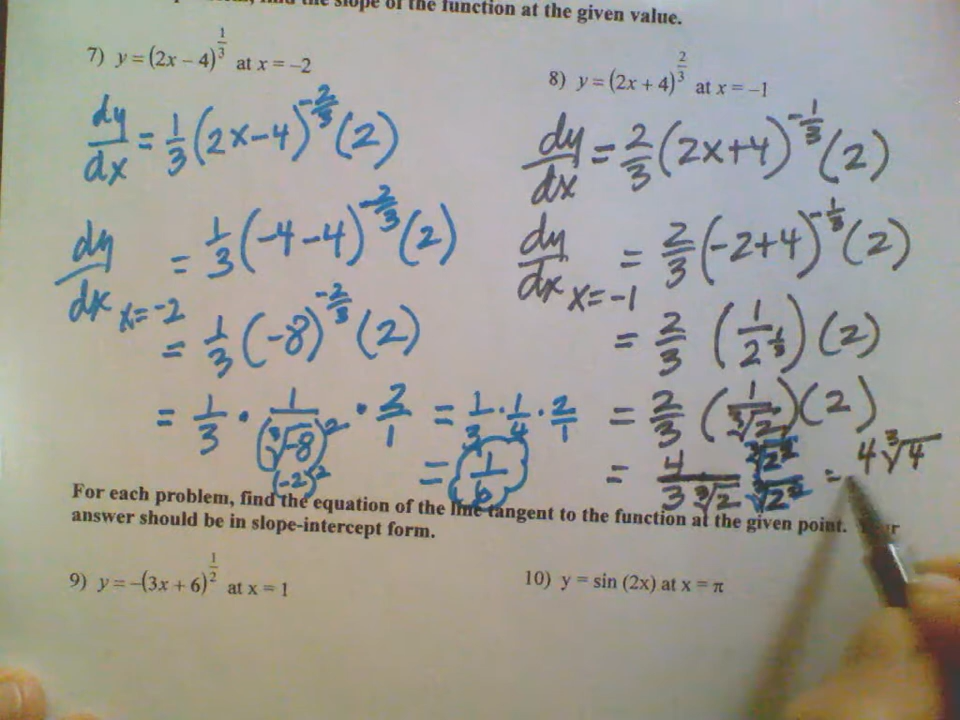 find the slope of the function at the given value.
7) y = (2x − 4)^(1/3) at x = −2
dy/dx = 1/3 (2x−4)^(−2/3) (2)
dy/dx x=−2 = 1/3 (−4−4)^(−2/3) (2)
= 1/3 (−8)^(−2/3) (2)
= 1/3 · 1/(∛−8)² · 2/1 = 1/3 · 1/4 · 2/1
(−2)²
= 1/6
8) y = (2x + 4)^(2/3) at x = −1
dy/dx = 2/3 (2x+4)^(−1/3) (2)
dy/dx x=−1 = 2/3 (−2+4)^(−1/3) (2)
= 2/3 (1/2^(1/3)) (2)
= 2/3 (1/∛2) (2)
= 4/(3∛2) ∛2²/∛2² = 4∛4
For each problem, find the equation of the line tangent to the function at the given point.
answer should be in slope-intercept form.
9) y = −(3x + 6)^(1/2) at x = 1
10) y = sin (2x) at x = π